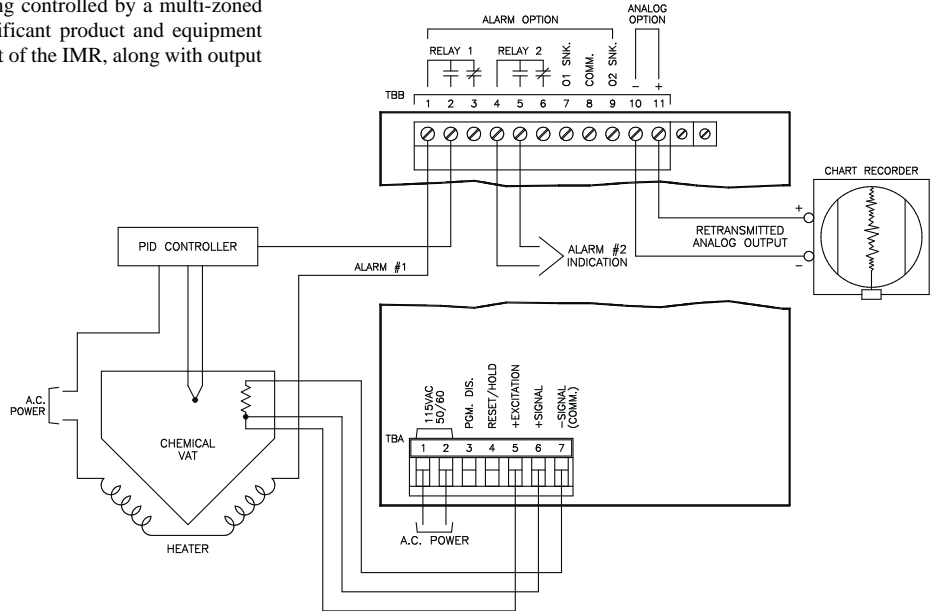 ng controlled by a multi-zoned
ificant product and equipment
t of the IMR, along with output
ALARM OPTION
ANALOG
OPTION
RELAY 1
RELAY 2
O1 SNK.
COMM.
O2 SNK.
- +
TBB
1 2 3 4 5 6 7 8 9 10 11
CHART RECORDER
+
RETRANSMITTED
ANALOG OUTPUT
-
PID CONTROLLER
ALARM #1
ALARM #2
INDICATION
A.C.
POWER
CHEMICAL
VAT
HEATER
115VAC
50/60
PGM. DIS.
RESET/HOLD
+EXCITATION
+SIGNAL
-SIGNAL
(COMM.)
TBA
1 2 3 4 5 6 7
A.C. POWER